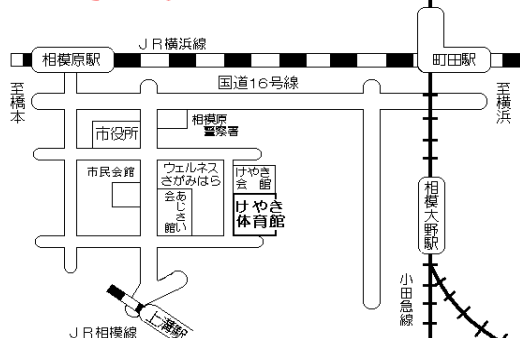 JR横浜線
相模原駅
町田駅
至橋本
国道16号線
至横浜
市役所
相模原
警察署
市民会館
ウェルネス
さがみはら
けやき
会館
あじさい
会館
けやき
体育館
相模大野駅
小田急線
上溝駅
JR相模線